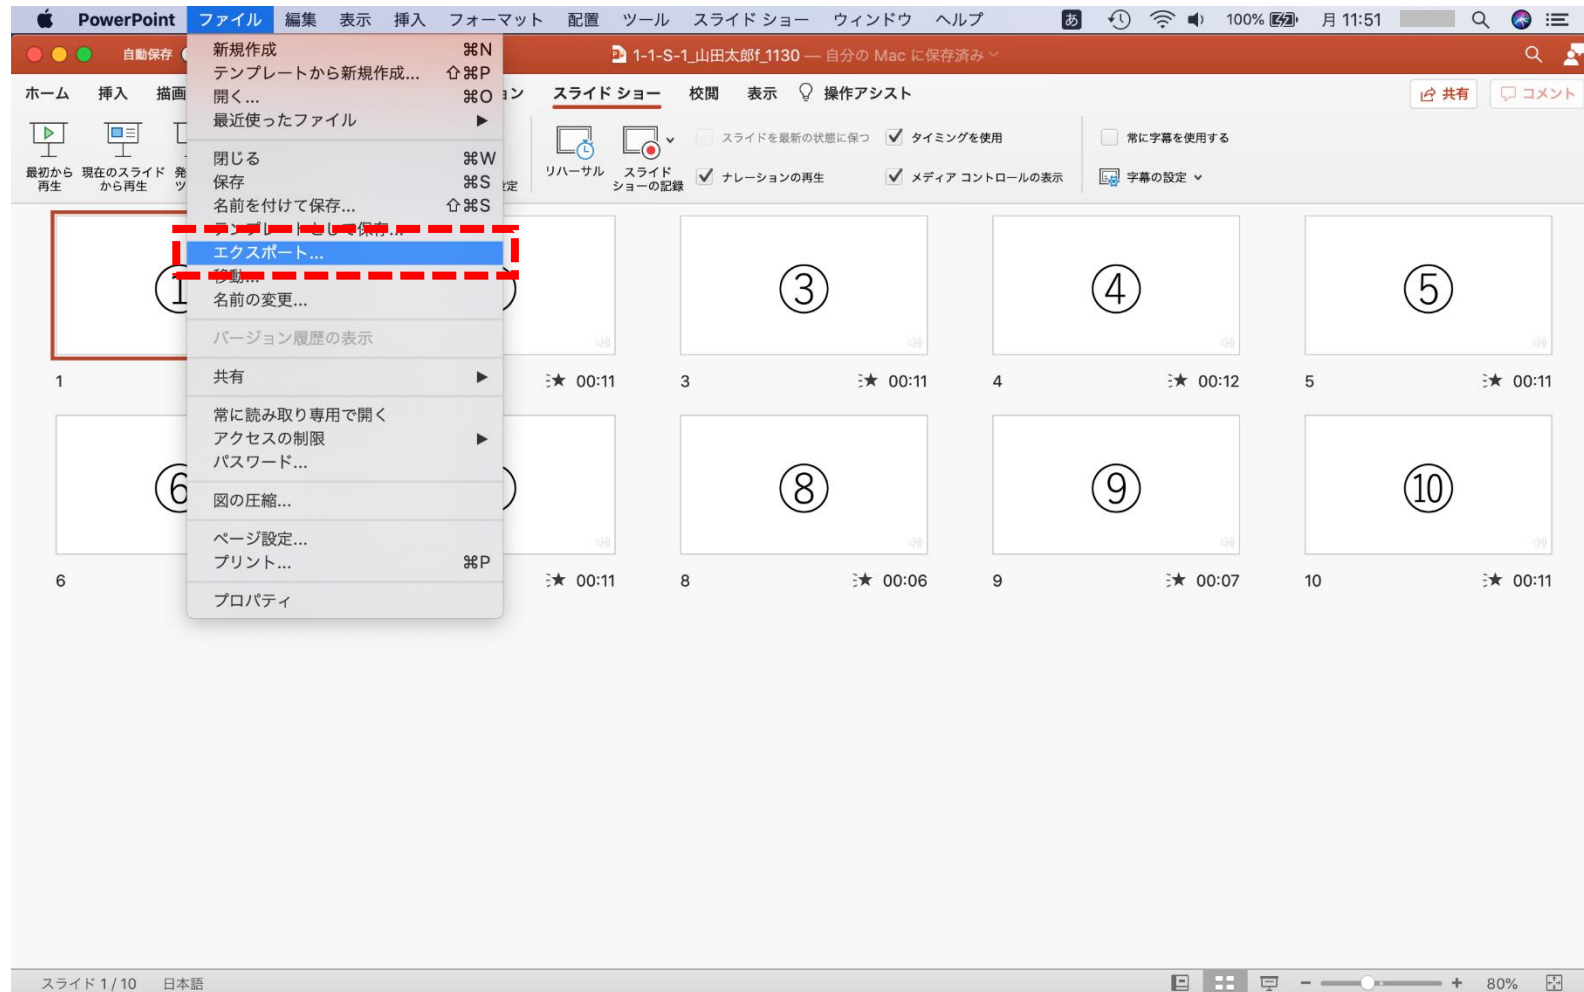 PowerPoint ファイル 編集 表示 挿入 フォーマット 配置 ツール スライド ショー ウィンドウ ヘルプ あ 100% 月 11:51
自動保存 1-1-S-1_山田太郎f_1130 — 自分の Mac に保存済み
ホーム 挿入 描画 スライド ショー 校閲 表示 操作アシスト 共有 コメント
新規作成 ⌘N
テンプレートから新規作成... ⇧⌘P
開く... ⌘O
最近使ったファイル ▶
閉じる ⌘W
保存 ⌘S
名前を付けて保存... ⇧⌘S
テンプレートとして保存...
エクスポート...
移動...
名前の変更...
バージョン履歴の表示
共有 ▶
常に読み取り専用で開く
アクセスの制限 ▶
パスワード...
図の圧縮...
ページ設定...
プリント... ⌘P
プロパティ
最初から
再生
現在のスライド
から再生
リハーサル
スライド
ショーの記録
スライドを最新の状態に保つ タイミングを使用 常に字幕を使用する
ナレーションの再生 メディア コントロールの表示 字幕の設定
① ③ ④ ⑤
1 00:11 3 00:11 4 00:12 5 00:11
⑥ ⑧ ⑨ ⑩
6 00:11 8 00:06 9 00:07 10 00:11
スライド 1 / 10 日本語 80%